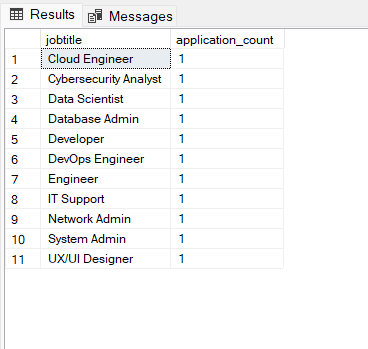 Results Messages
jobtitle application_count
1 Cloud Engineer 1
2 Cybersecurity Analyst 1
3 Data Scientist 1
4 Database Admin 1
5 Developer 1
6 DevOps Engineer 1
7 Engineer 1
8 IT Support 1
9 Network Admin 1
10 System Admin 1
11 UX/UI Designer 1